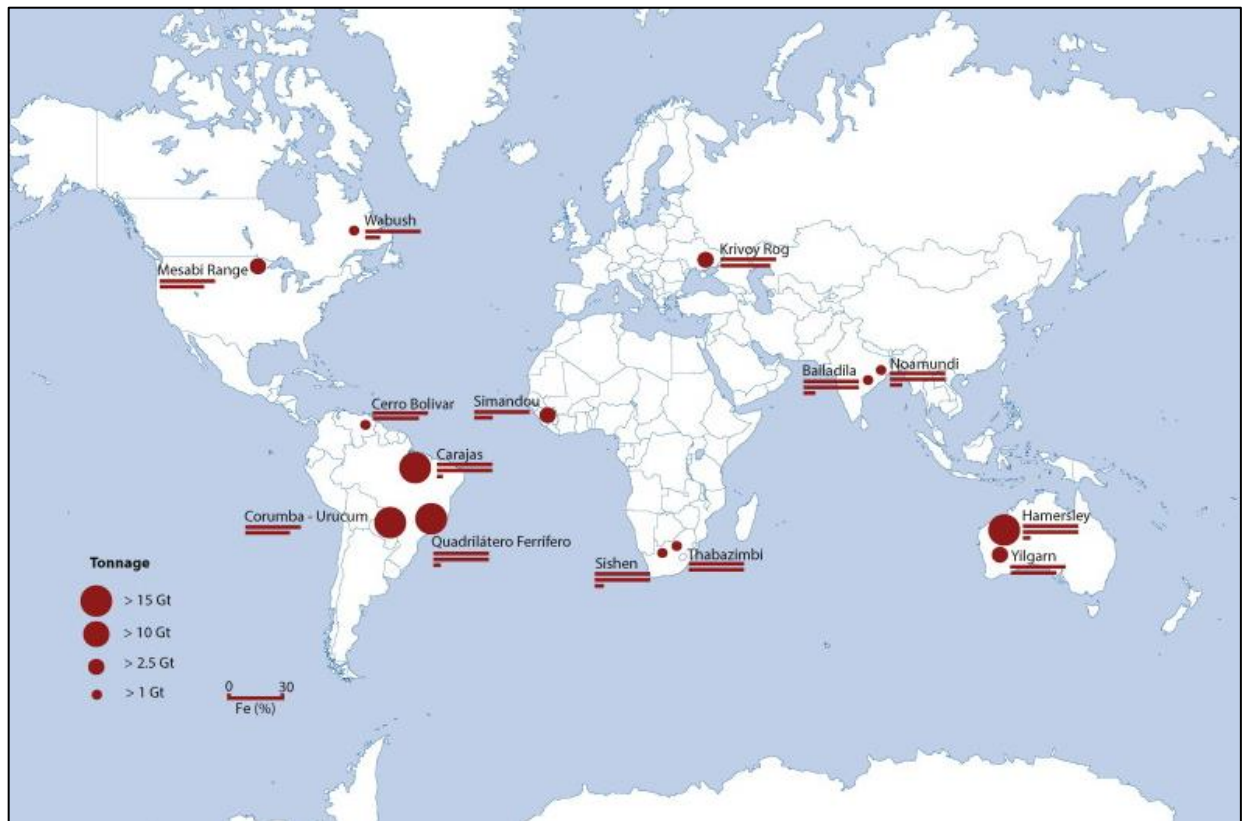 Wabush
Mesabi Range
Krivoy Rog
Bailadila
Noamundi
Cerro Bolivar
Simandou
Carajas
Corumba - Urucum
Quadrilátero Ferrífero
Sishen
Thabazimbi
Hamersley
Yilgarn
Tonnage
> 15 Gt
> 10 Gt
> 2.5 Gt
> 1 Gt
0 30
Fe (%)